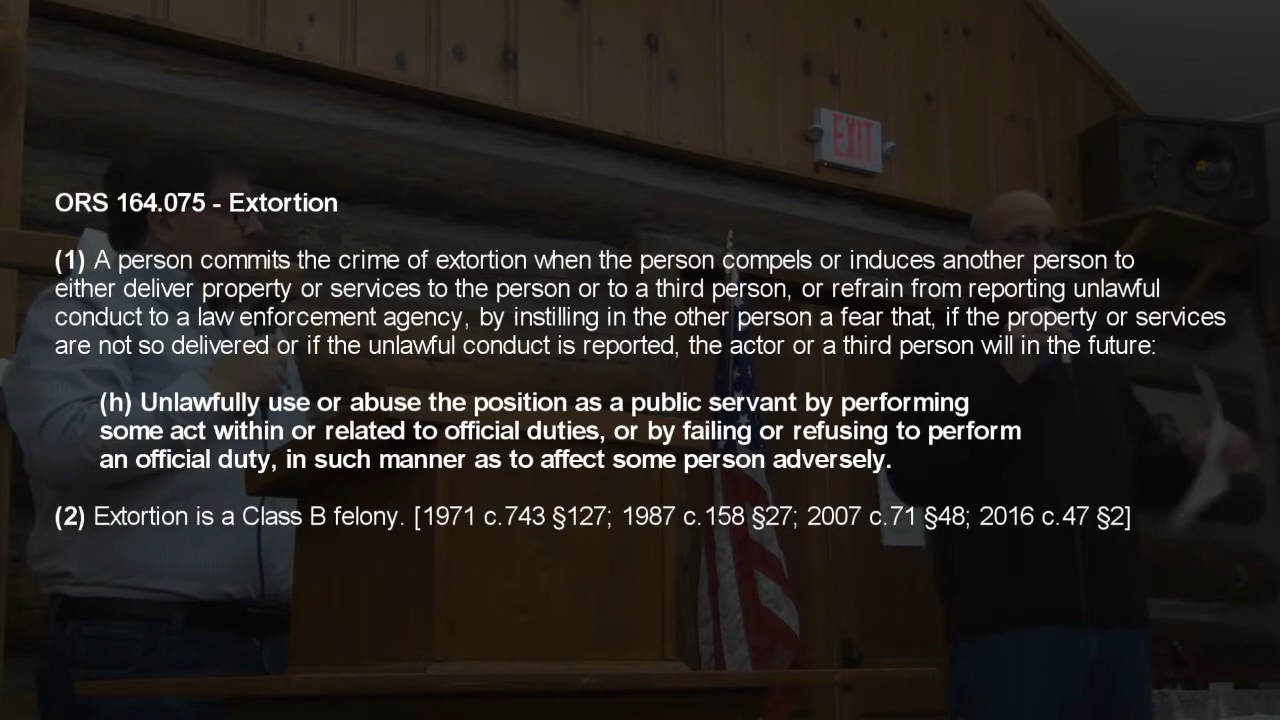 EXIT
ORS 164.075 - Extortion
(1) A person commits the crime of extortion when the person compels or induces another person to
either deliver property or services to the person or to a third person, or refrain from reporting unlawful
conduct to a law enforcement agency, by instilling in the other person a fear that, if the property or services
are not so delivered or if the unlawful conduct is reported, the actor or a third person will in the future:
(h) Unlawfully use or abuse the position as a public servant by performing
some act within or related to official duties, or by failing or refusing to perform
an official duty, in such manner as to affect some person adversely.
(2) Extortion is a Class B felony. [1971 c.743 §127; 1987 c.158 §27; 2007 c.71 §48; 2016 c.47 §2]